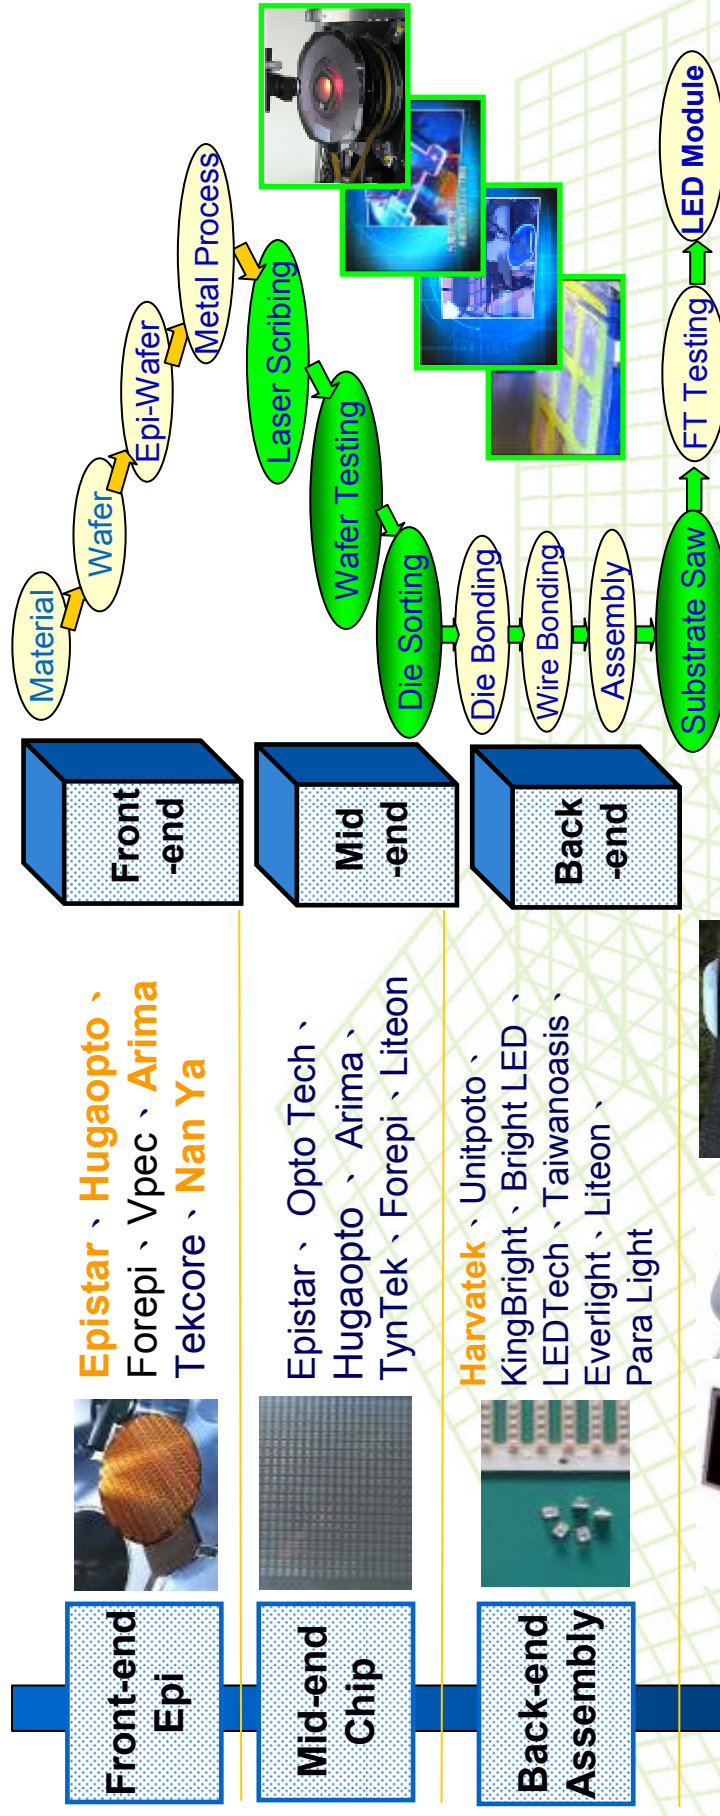 Front-end
Epi
Epistar、Hugaopto、
Forepi、Vpec、Arima
Tekcore、Nan Ya
Front
-end
Material
Wafer
Epi-Wafer
Metal Process
Mid-end
Chip
Epistar、Opto Tech、
Hugaopto、Arima、
TynTek、Forepi、Liteon
Mid
-end
Laser Scribing
Wafer Testing
Die Sorting
Back-end
Assembly
Harvatek、Unitpoto、
KingBright、Bright LED、
LEDTech、Taiwanoasis、
Everlight、Liteon、
Para Light
Back
-end
Die Bonding
Wire Bonding
Assembly
Substrate Saw
FT Testing
LED Module